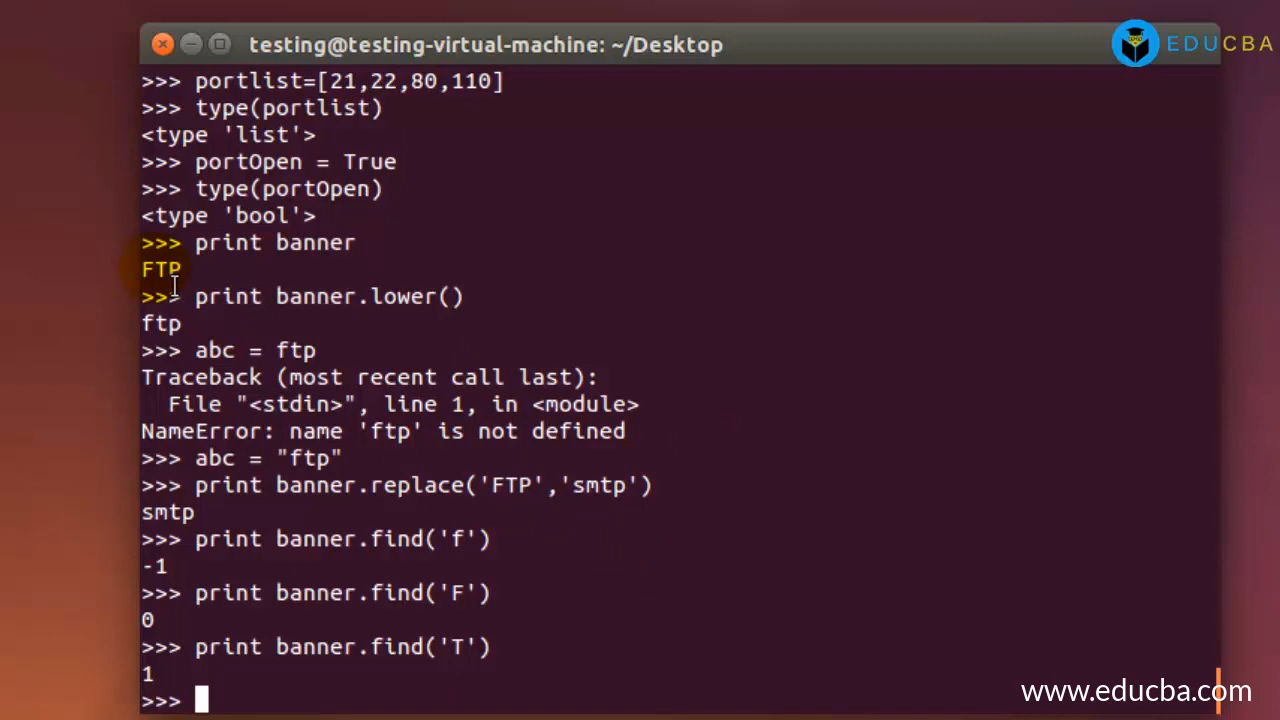 testing@testing-virtual-machine: ~/Desktop
EDUCBA
>>> portlist=[21,22,80,110]
>>> type(portlist)
<type 'list'>
>>> portOpen = True
>>> type(portOpen)
<type 'bool'>
>>> print banner
FTP
>>> print banner.lower()
ftp
>>> abc = ftp
Traceback (most recent call last):
  File "<stdin>", line 1, in <module>
NameError: name 'ftp' is not defined
>>> abc = "ftp"
>>> print banner.replace('FTP','smtp')
smtp
>>> print banner.find('f')
-1
>>> print banner.find('F')
0
>>> print banner.find('T')
1
>>>
www.educba.com